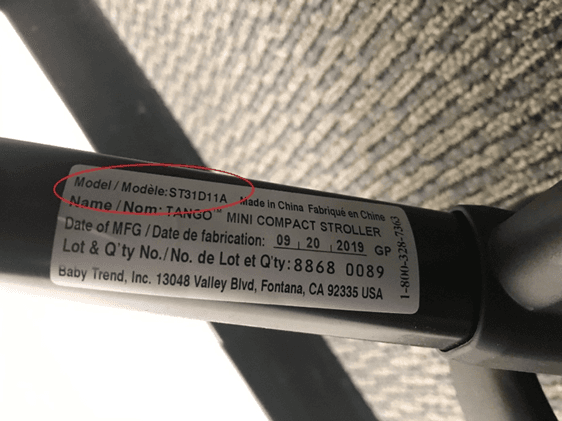 Model / Modèle:ST31D11A Made in China Fabriqué en Chine
Name / Nom: TANGO™ MINI COMPACT STROLLER
Date of MFG / Date de fabrication: 09 . 20 . 2019 GP
Lot & Q'ty No./No. de Lot et Q'ty: 8868 0089
Baby Trend, Inc. 13048 Valley Blvd, Fontana, CA 92335 USA
1-800-328-7363